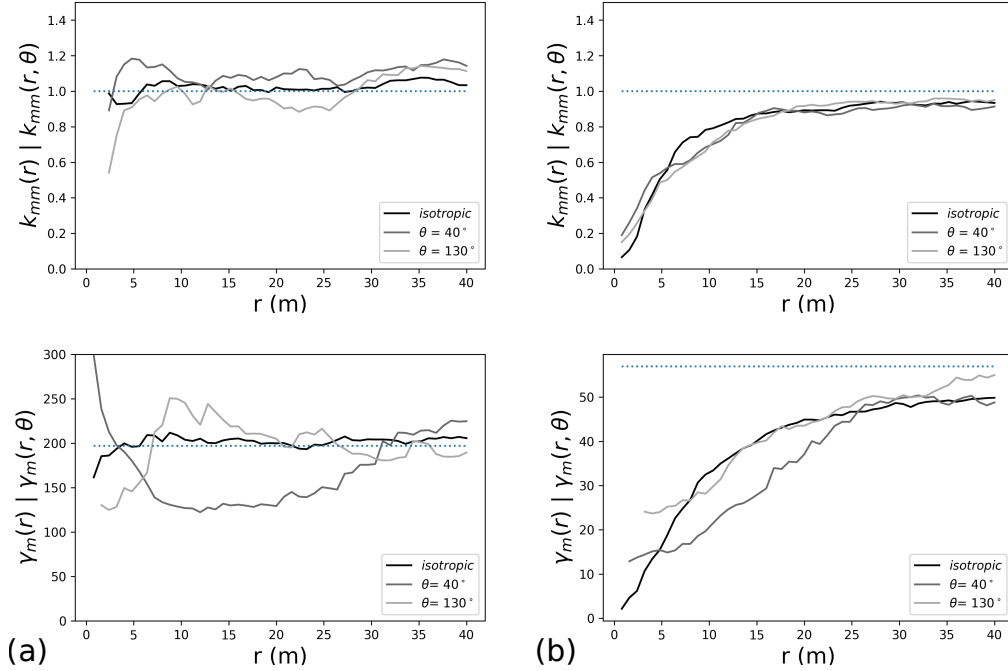 k_mm(r) | k_mm(r, θ)
1.4
1.2
1.0
0.8
0.6
0.4
0.2
0.0
isotropic
θ = 40°
θ = 130°
0 5 10 15 20 25 30 35 40
r (m)
k_mm(r) | k_mm(r, θ)
1.4
1.2
1.0
0.8
0.6
0.4
0.2
0.0
isotropic
θ = 40°
θ = 130°
0 5 10 15 20 25 30 35 40
r (m)
γ_m(r) | γ_m(r, θ)
300
250
200
150
100
50
0
isotropic
θ= 40°
θ= 130°
0 5 10 15 20 25 30 35 40
r (m)
(a)
γ_m(r) | γ_m(r, θ)
50
40
30
20
10
0
isotropic
θ= 40°
θ= 130°
0 5 10 15 20 25 30 35 40
r (m)
(b)